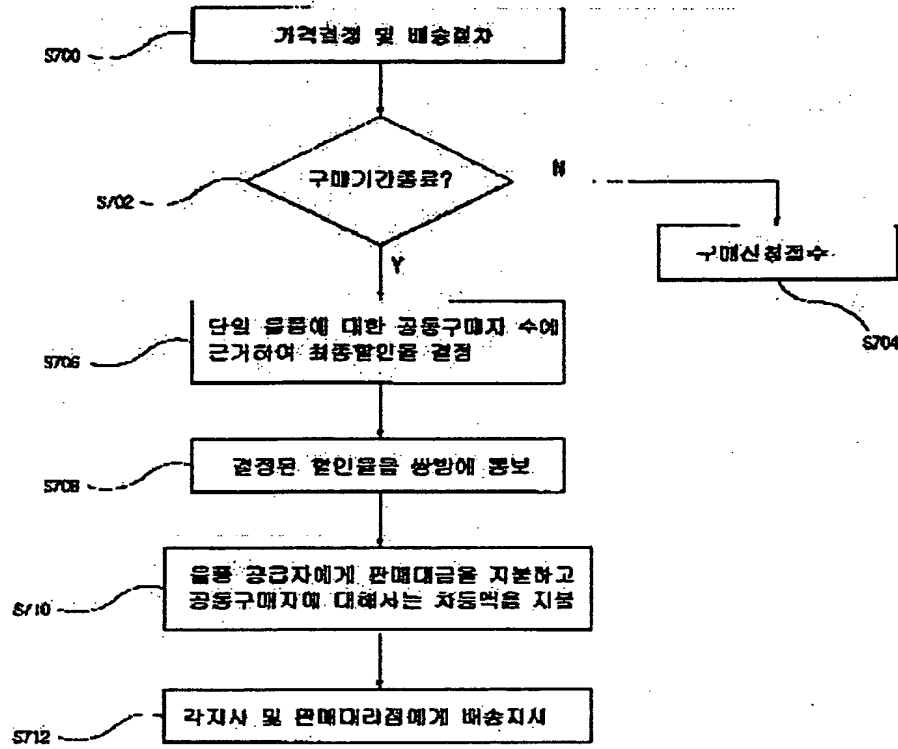 S700
가격결정 및 배송절차
구매기간종료?
N
S702
구매신청접수
Y
S704
단일 물품에 대한 공동구매자 수에
근거하여 최종할인율 결정
S706
결정된 할인율을 쌍방에 통보
S708
물품 공급자에게 판매대금을 지불하고
공동구매자에 대해서는 차등액을 지불
S710
각지사 및 판매대리점에게 배송지시
S712